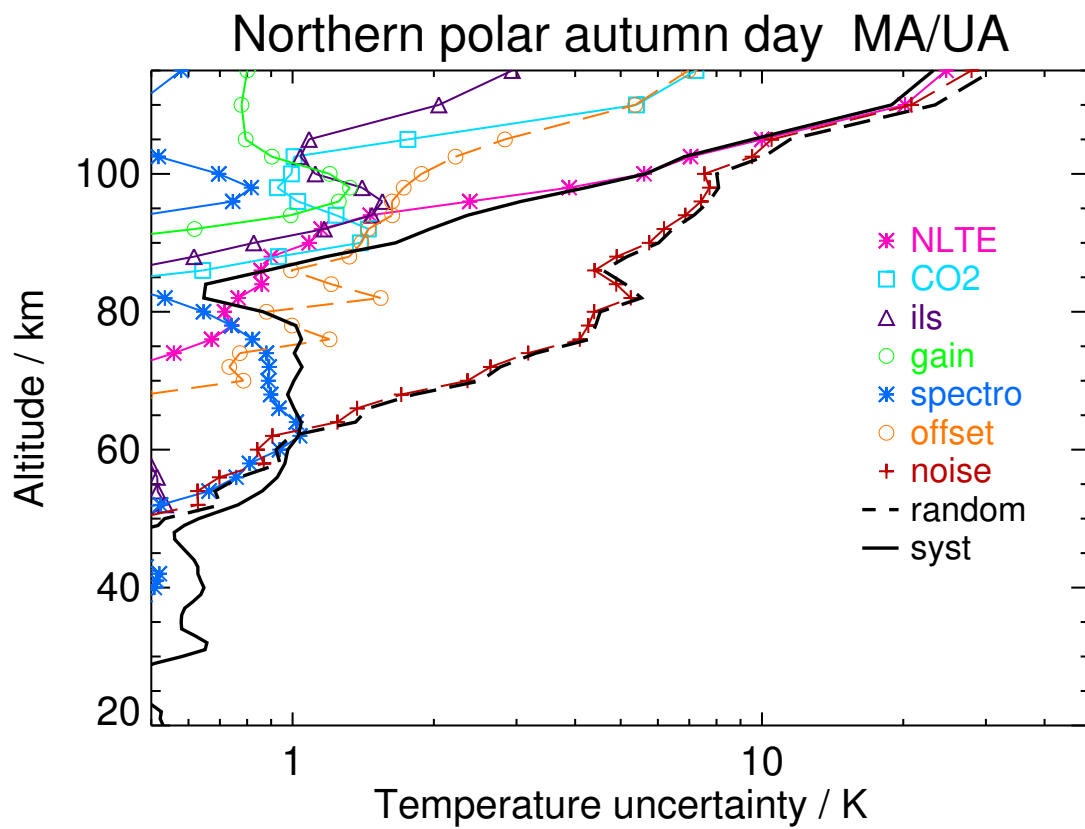 Northern polar autumn day MA/UA
Altitude / km
100
80
60
40
20
NLTE
CO2
ils
gain
spectro
offset
noise
random
syst
1
10
Temperature uncertainty / K